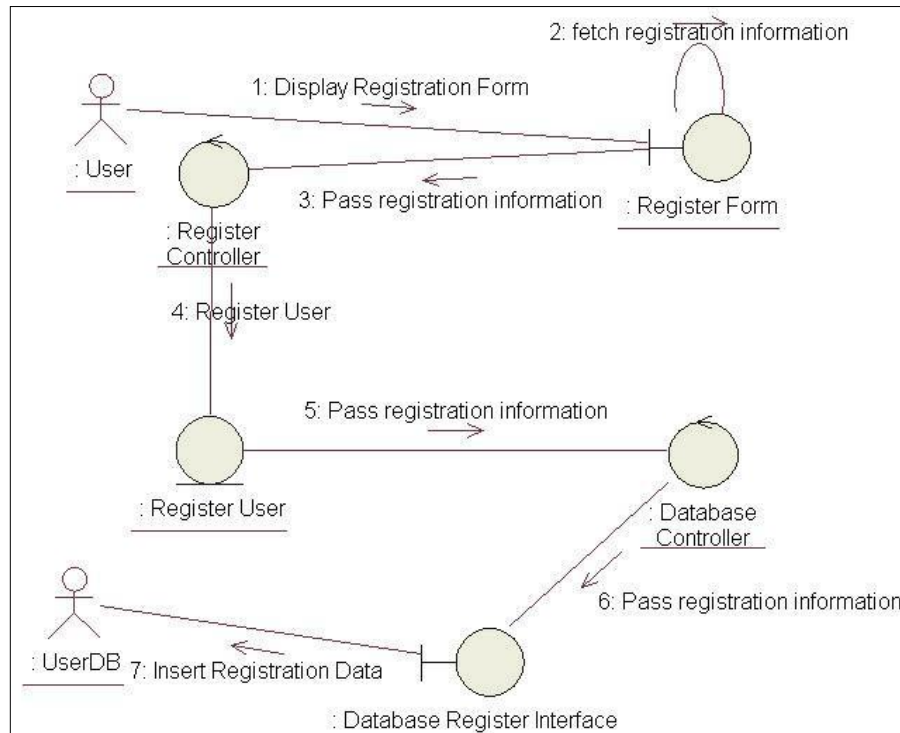 2: fetch registration information
1: Display Registration Form
: User
3: Pass registration information
: Register Form
: Register
Controller
4: Register User
5: Pass registration information
: Register User
: Database
Controller
6: Pass registration information
: UserDB
7: Insert Registration Data
: Database Register Interface